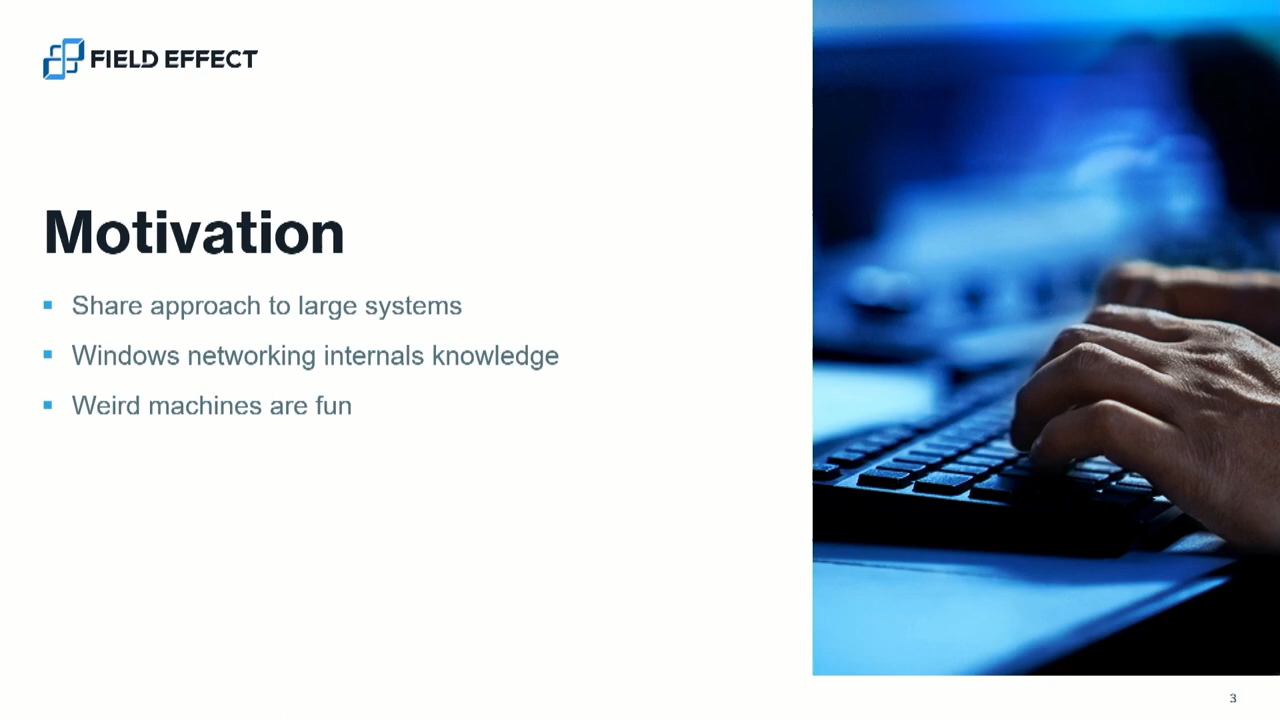 FIELD EFFECT
Motivation
Share approach to large systems
Windows networking internals knowledge
Weird machines are fun
3